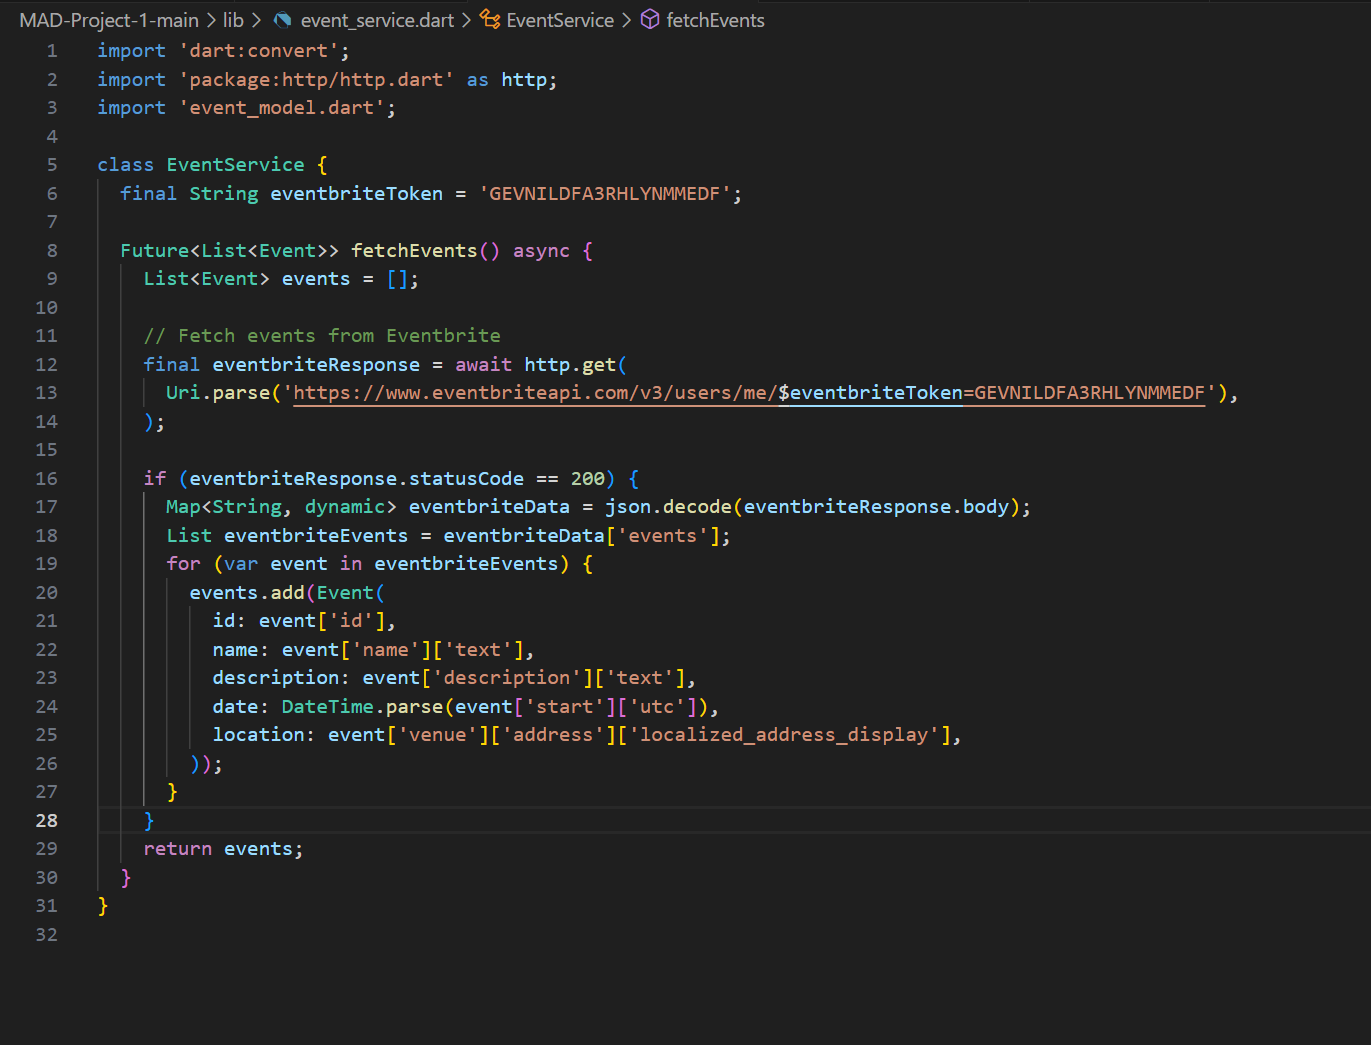 MAD-Project-1-main > lib > event_service.dart > EventService > fetchEvents
1 import 'dart:convert';
2 import 'package:http/http.dart' as http;
3 import 'event_model.dart';
4
5 class EventService {
6   final String eventbriteToken = 'GEVNILDFA3RHLYNMMEDF';
7
8   Future<List<Event>> fetchEvents() async {
9     List<Event> events = [];
10
11     // Fetch events from Eventbrite
12     final eventbriteResponse = await http.get(
13       Uri.parse('https://www.eventbriteapi.com/v3/users/me/$eventbriteToken=GEVNILDFA3RHLYNMMEDF'),
14     );
15
16     if (eventbriteResponse.statusCode == 200) {
17       Map<String, dynamic> eventbriteData = json.decode(eventbriteResponse.body);
18       List eventbriteEvents = eventbriteData['events'];
19       for (var event in eventbriteEvents) {
20         events.add(Event(
21           id: event['id'],
22           name: event['name']['text'],
23           description: event['description']['text'],
24           date: DateTime.parse(event['start']['utc']),
25           location: event['venue']['address']['localized_address_display'],
26         ));
27       }
28     }
29     return events;
30   }
31 }
32